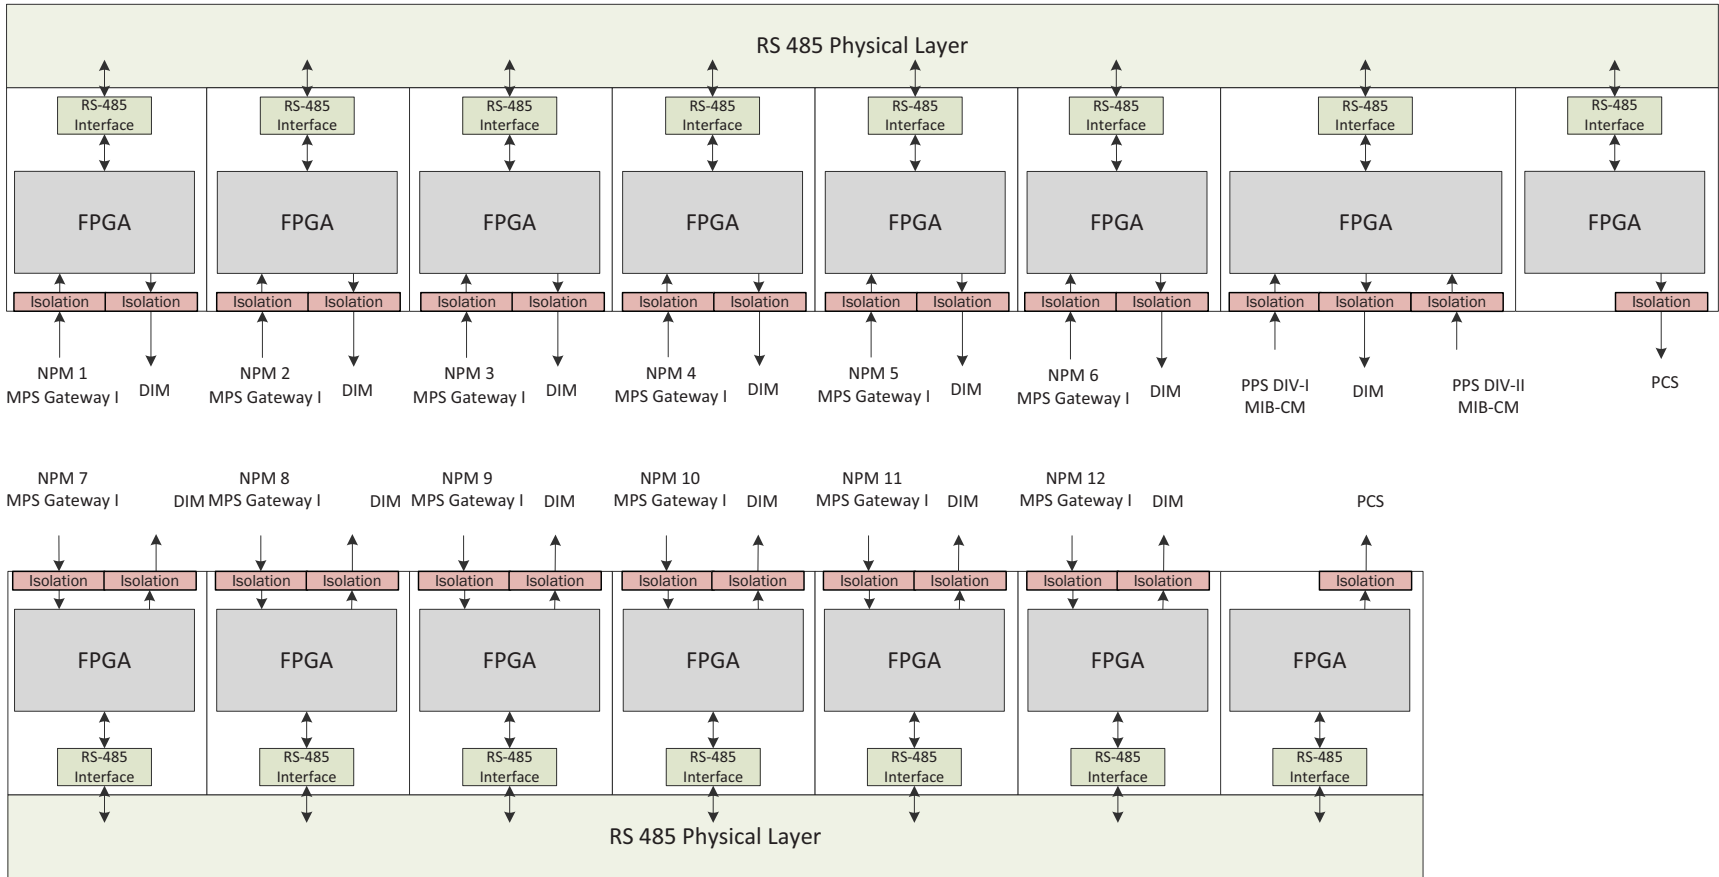 RS 485 Physical Layer
RS-485 Interface
RS-485 Interface
RS-485 Interface
RS-485 Interface
RS-485 Interface
RS-485 Interface
RS-485 Interface
RS-485 Interface
FPGA
FPGA
FPGA
FPGA
FPGA
FPGA
FPGA
FPGA
Isolation Isolation
Isolation Isolation
Isolation Isolation
Isolation Isolation
Isolation Isolation
Isolation Isolation
Isolation Isolation Isolation
Isolation
NPM 1
MPS Gateway I
DIM
NPM 2
MPS Gateway I
DIM
NPM 3
MPS Gateway I
DIM
NPM 4
MPS Gateway I
DIM
NPM 5
MPS Gateway I
DIM
NPM 6
MPS Gateway I
DIM
PPS DIV-I
MIB-CM
DIM
PPS DIV-II
MIB-CM
PCS
NPM 7
MPS Gateway I
DIM
NPM 8
MPS Gateway I
DIM
NPM 9
MPS Gateway I
DIM
NPM 10
MPS Gateway I
DIM
NPM 11
MPS Gateway I
DIM
NPM 12
MPS Gateway I
DIM
PCS
Isolation Isolation
Isolation Isolation
Isolation Isolation
Isolation Isolation
Isolation Isolation
Isolation Isolation
Isolation
FPGA
FPGA
FPGA
FPGA
FPGA
FPGA
FPGA
RS-485 Interface
RS-485 Interface
RS-485 Interface
RS-485 Interface
RS-485 Interface
RS-485 Interface
RS-485 Interface
RS 485 Physical Layer